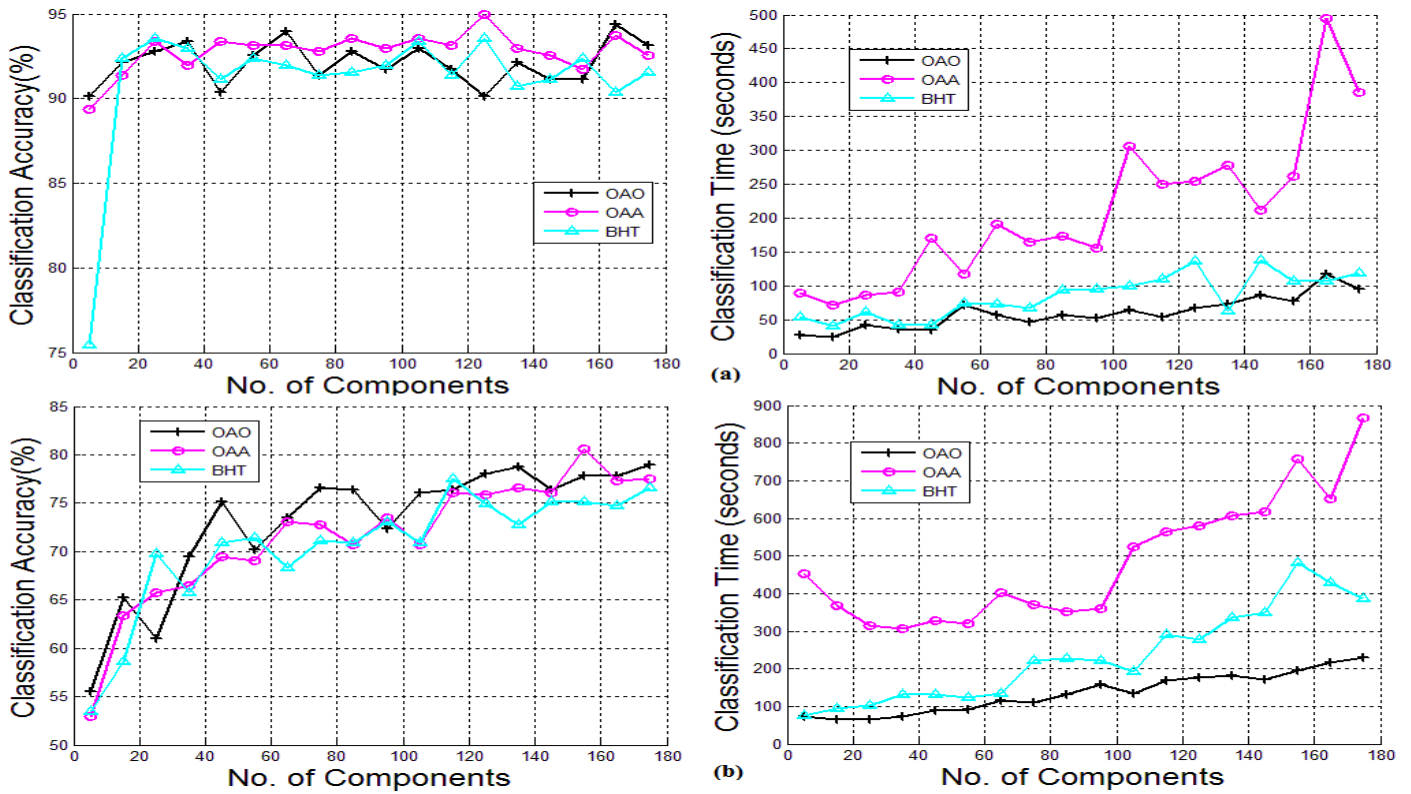 Classification Accuracy(%)
95
90
85
80
75
0 20 40 60 80 100 120 140 160 180
No. of Components
OAO
OAA
BHT
Classification Time (seconds)
500
450
400
350
300
250
200
150
100
50
0
0 20 40 60 80 100 120 140 160 180
No. of Components
OAO
OAA
BHT
(a)
Classification Accuracy(%)
85
80
75
70
65
60
55
50
0 20 40 60 80 100 120 140 160 180
No. of Components
OAO
OAA
BHT
Classification Time (seconds)
900
800
700
600
500
400
300
200
100
0
0 20 40 60 80 100 120 140 160 180
No. of Components
OAO
OAA
BHT
(b)